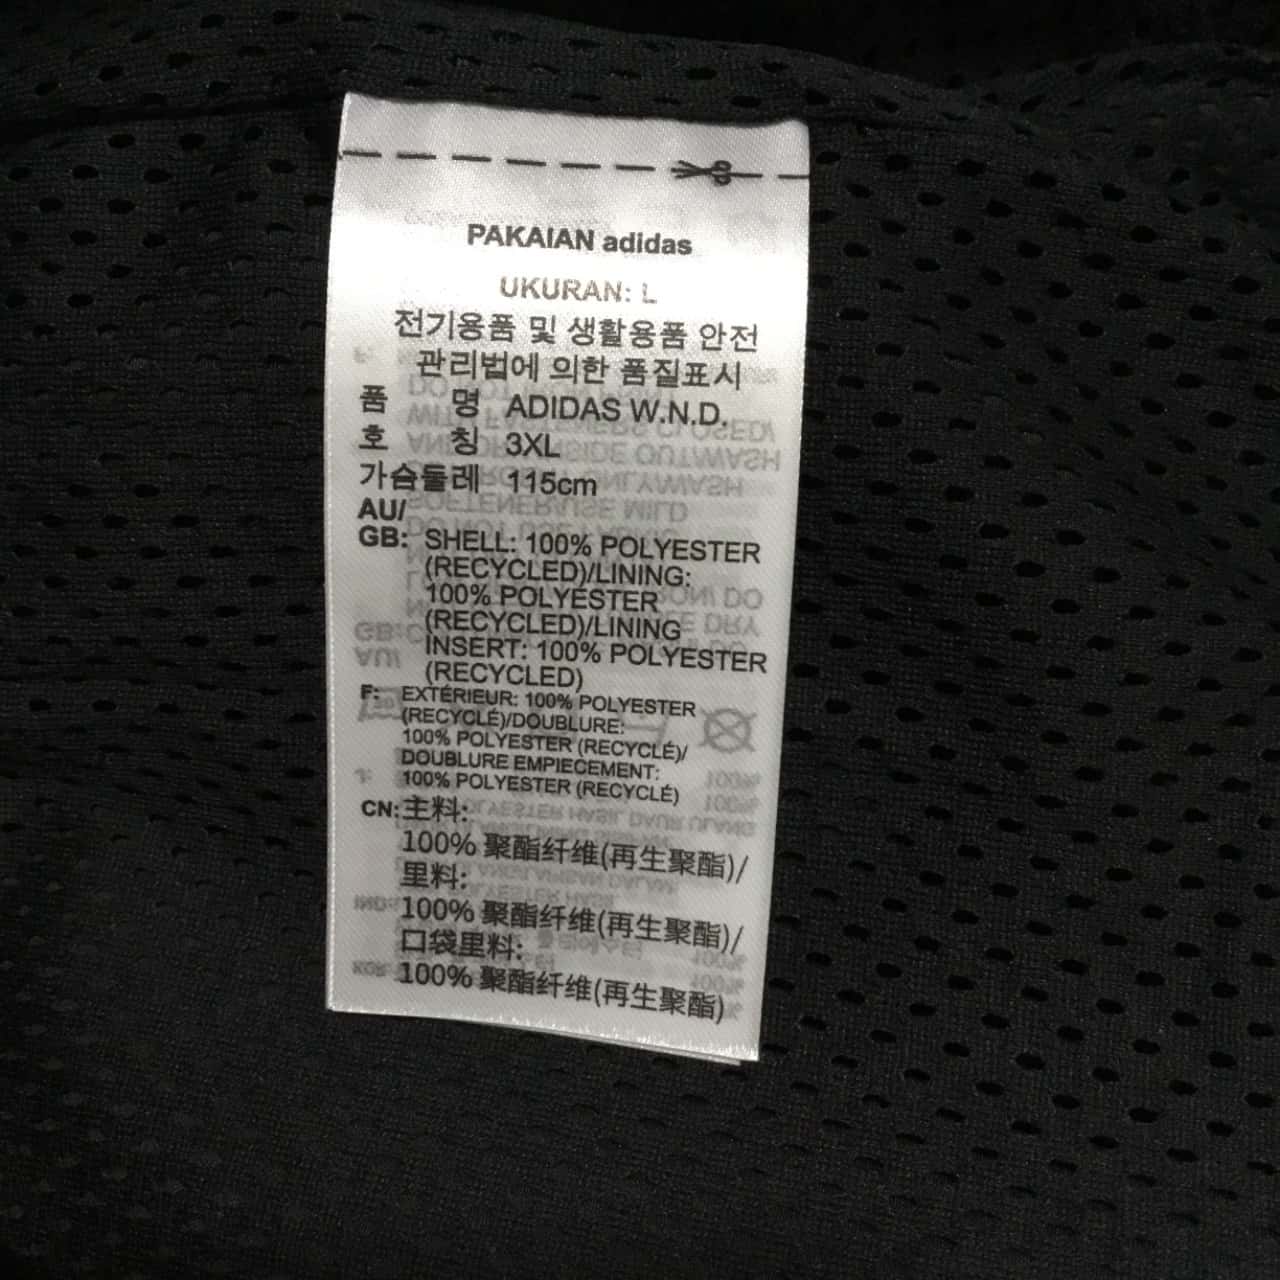 PAKAIAN adidas
UKURAN: L
전기용품 및 생활용품 안전
관리법에 의한 품질표시
품 명 ADIDAS W.N.D.
호 칭 3XL
가슴둘레 115cm
AU/
GB: SHELL: 100% POLYESTER
(RECYCLED)/LINING:
100% POLYESTER
(RECYCLED)/LINING
INSERT: 100% POLYESTER
(RECYCLED)
F: EXTÉRIEUR: 100% POLYESTER
(RECYCLÉ)/DOUBLURE:
100% POLYESTER (RECYCLÉ)/
DOUBLURE EMPIECEMENT:
100% POLYESTER (RECYCLÉ)
CN: 主料:
100% 聚酯纤维(再生聚酯)/
里料:
100% 聚酯纤维(再生聚酯)/
口袋里料:
100% 聚酯纤维(再生聚酯)